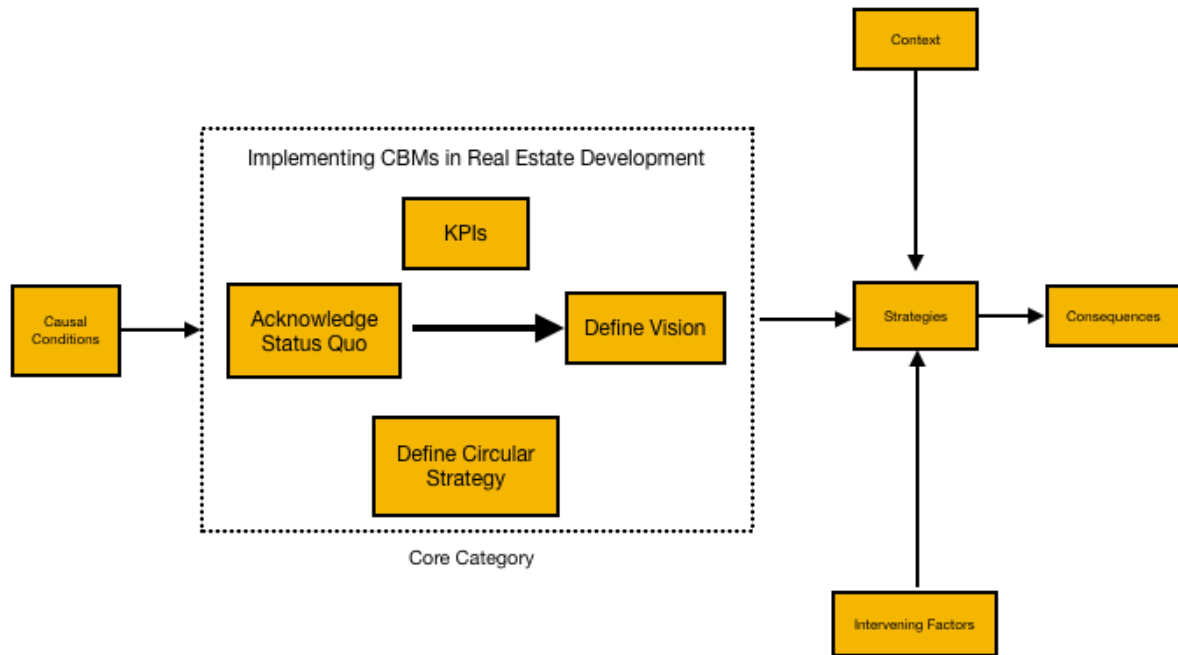 Context
Implementing CBMs in Real Estate Development
KPIs
Causal
Conditions
Acknowledge
Status Quo
Define Vision
Strategies
Consequences
Define Circular
Strategy
Core Category
Intervening Factors